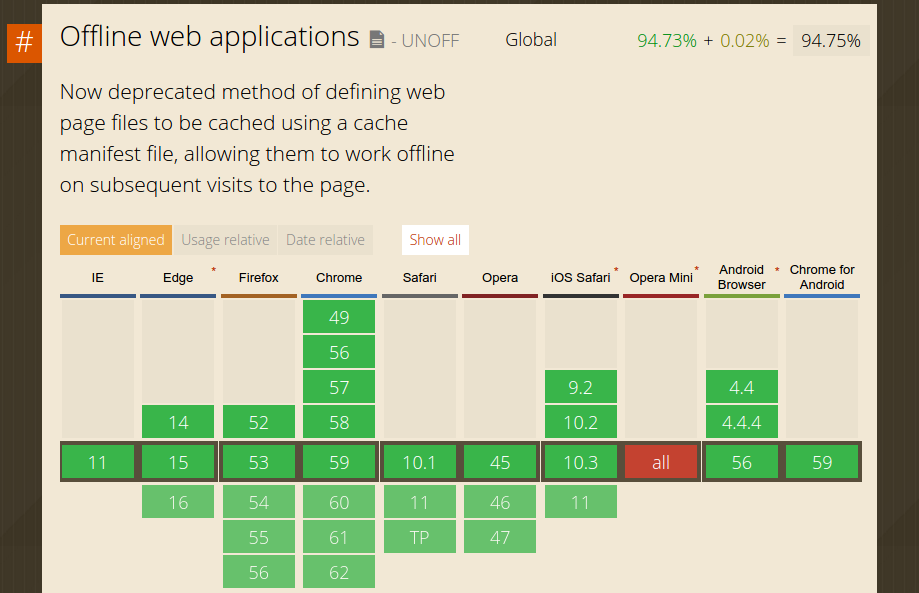 #
Offline web applications - UNOFF Global 94.73% + 0.02% = 94.75%
Now deprecated method of defining web
page files to be cached using a cache
manifest file, allowing them to work offline
on subsequent visits to the page.
Current aligned Usage relative Date relative Show all
IE Edge * Firefox Chrome Safari Opera iOS Safari * Opera Mini * Android Browser * Chrome for Android
49
56
57 9.2 4.4
14 52 58 10.2 4.4.4
11 15 53 59 10.1 45 10.3 all 56 59
16 54 60 11 46 11
55 61 TP 47
56 62